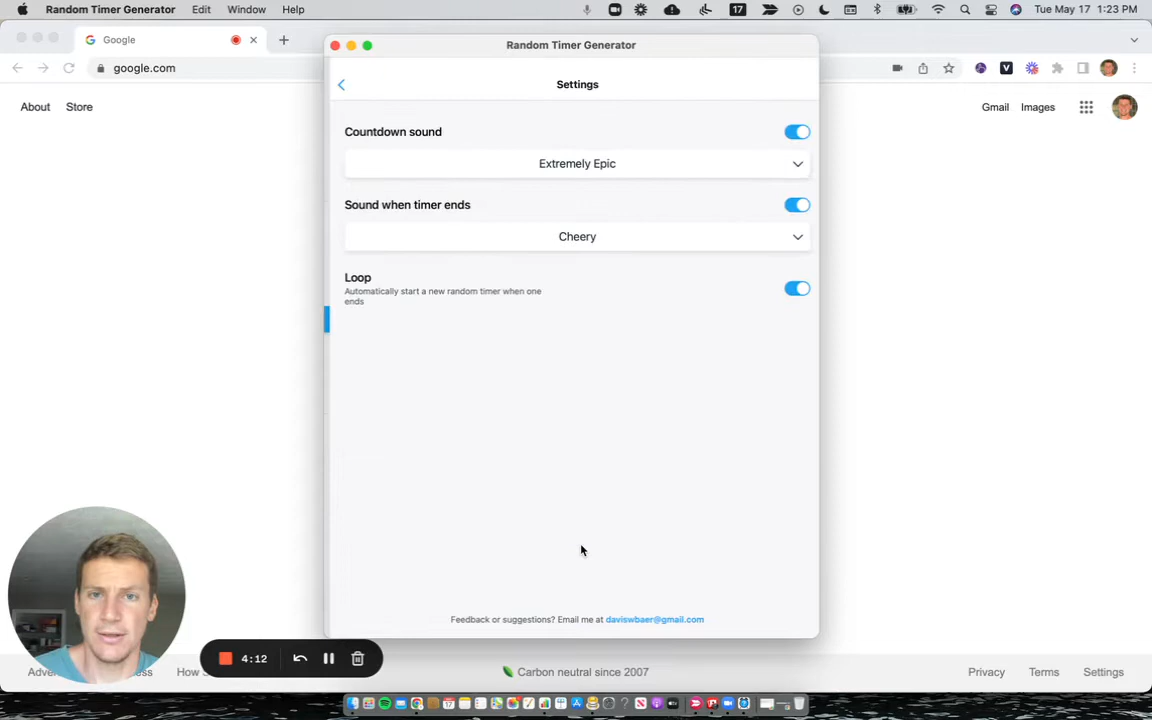 Random Timer Generator Edit Window Help 17 Tue May 17 1:23 PM
Google
google.com
About Store Gmail Images
Random Timer Generator
Settings
Countdown sound
Extremely Epic
Sound when timer ends
Cheery
Loop
Automatically start a new random timer when one
ends
Feedback or suggestions? Email me at daviswbaer@gmail.com
4:12
Carbon neutral since 2007
Privacy Terms Settings